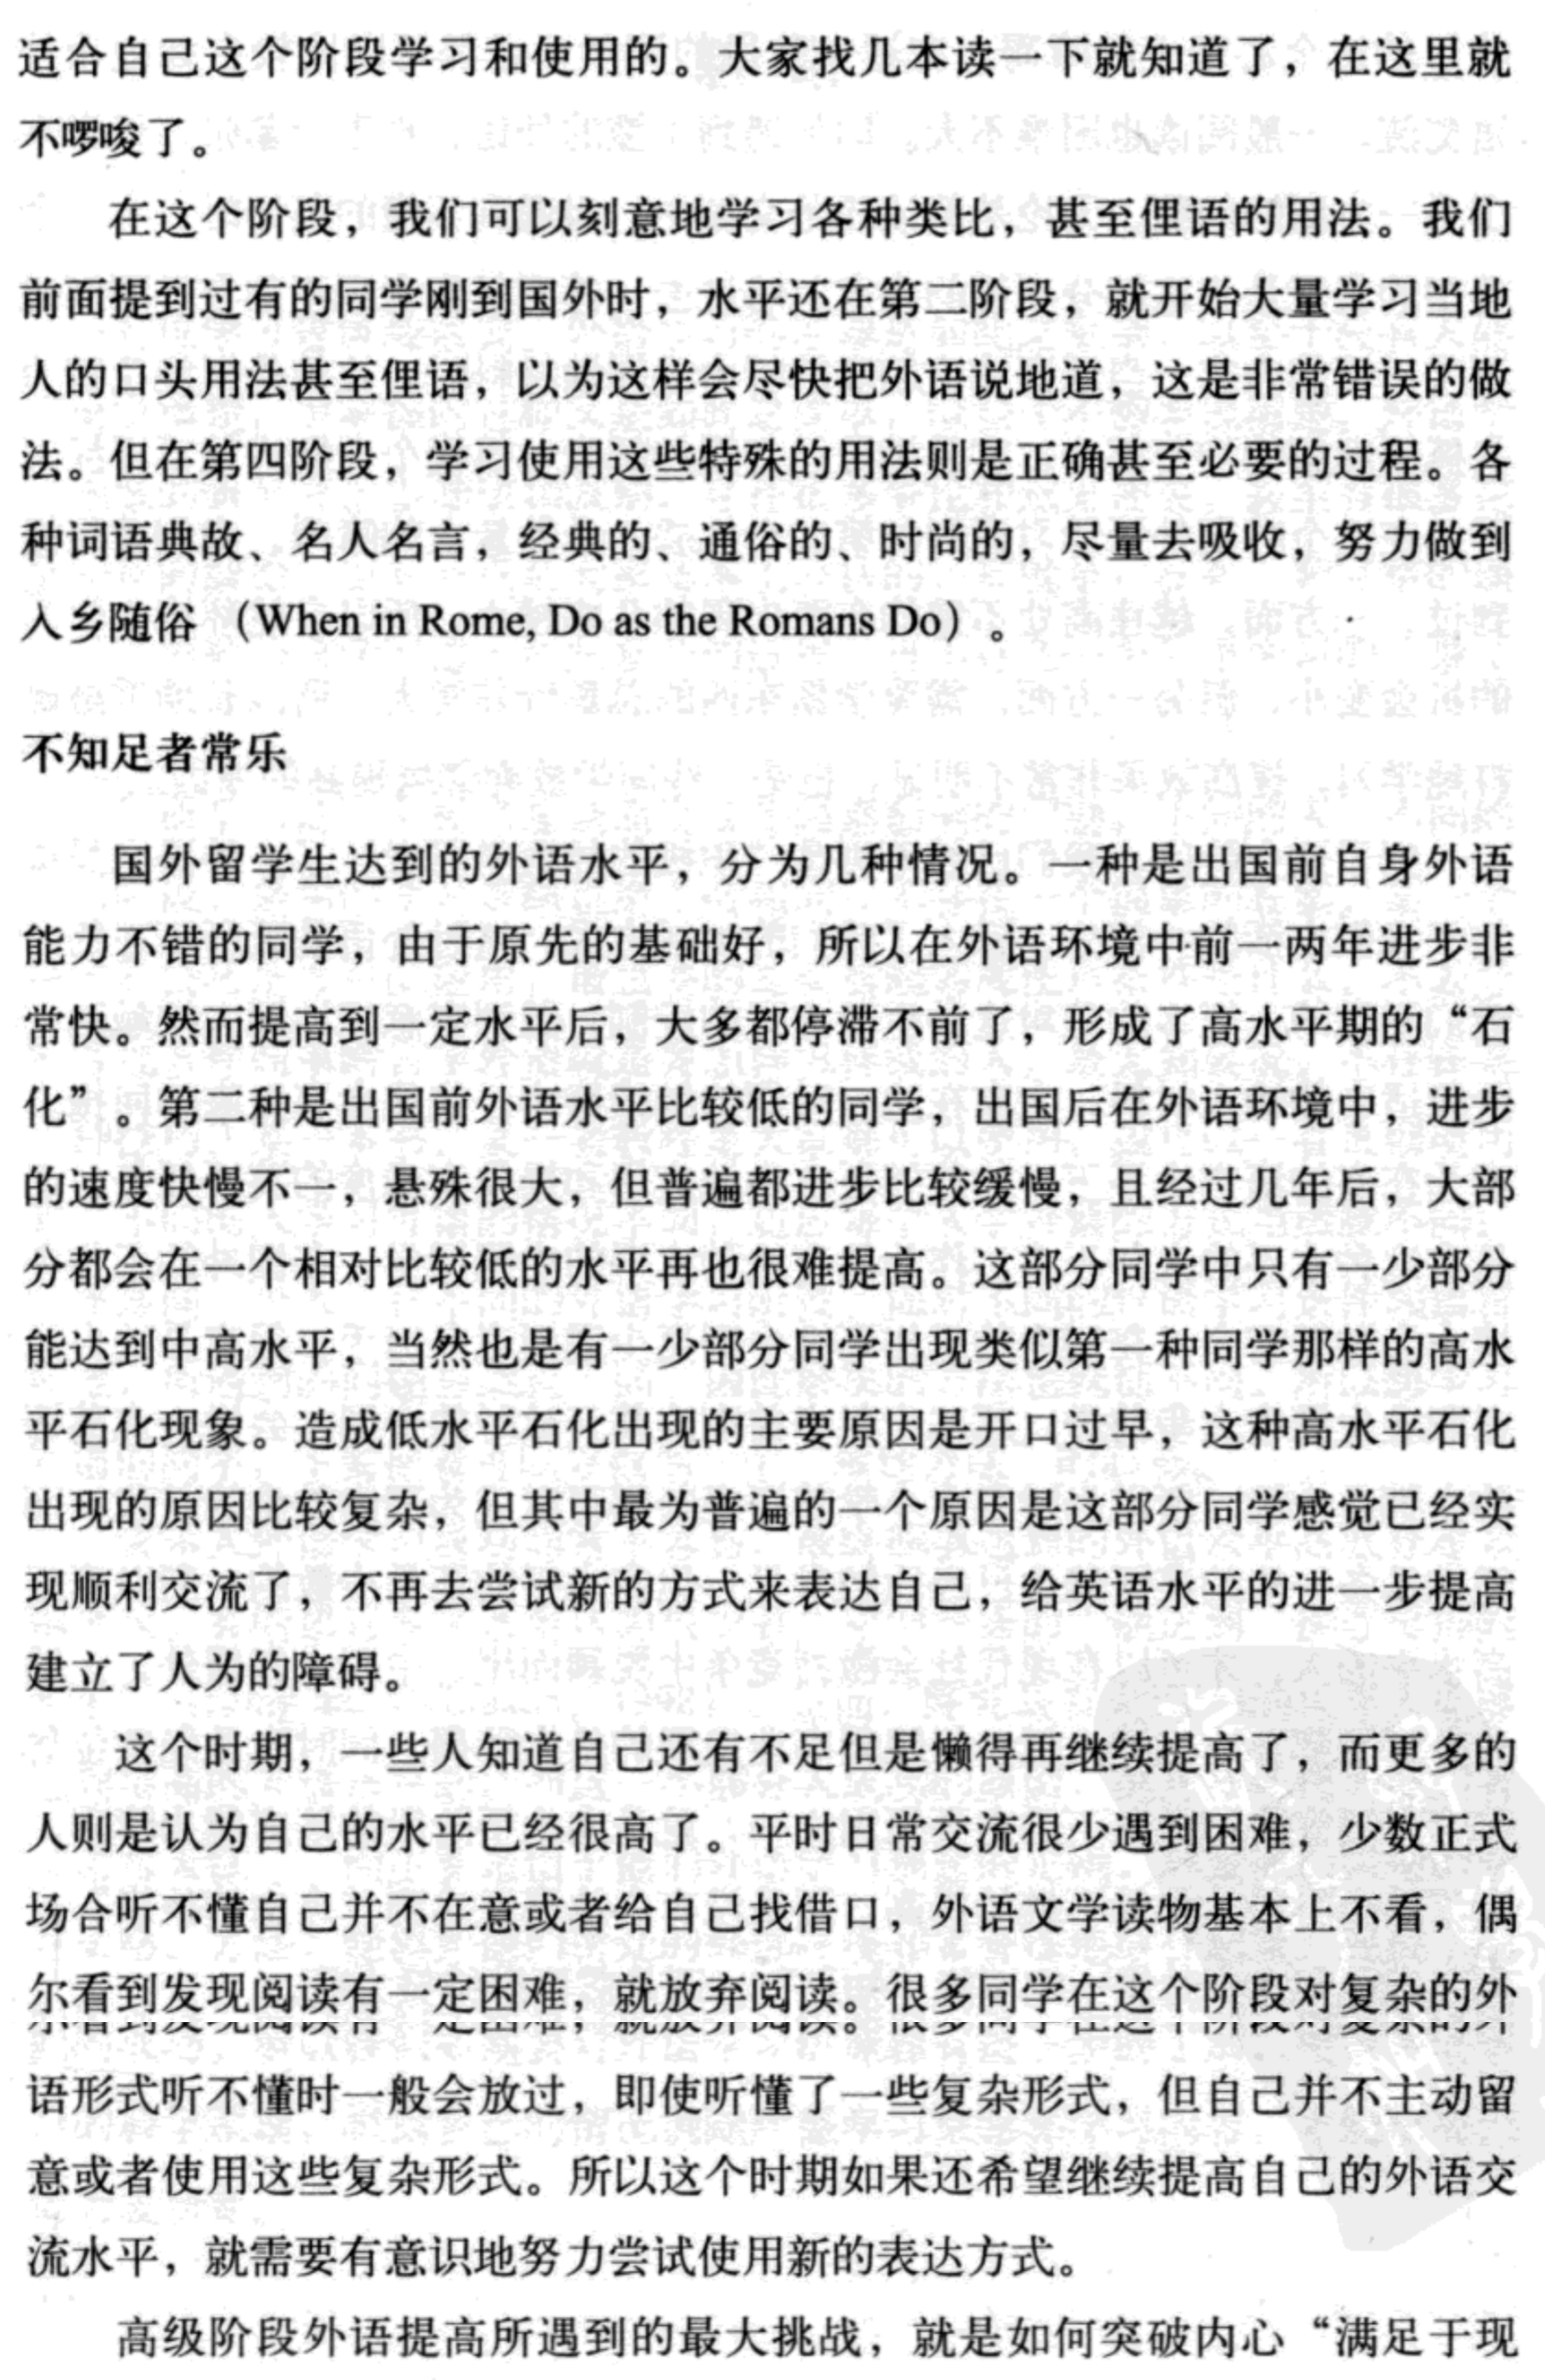 适合自己这个阶段学习和使用的。大家找几本读一下就知道了，在这里就
不啰唆了。
在这个阶段，我们可以刻意地学习各种类比，甚至俚语的用法。我们
前面提到过有的同学刚到国外时，水平还在第二阶段，就开始大量学习当地
人的口头用法甚至俚语，以为这样会尽快把外语说地道，这是非常错误的做
法。但在第四阶段，学习使用这些特殊的用法则是正确甚至必要的过程。各
种词语典故、名人名言，经典的、通俗的、时尚的，尽量去吸收，努力做到
入乡随俗（When in Rome, Do as the Romans Do）。
不知足者常乐
国外留学生达到的外语水平，分为几种情况。一种是出国前自身外语
能力不错的同学，由于原先的基础好，所以在外语环境中前一两年进步非
常快。然而提高到一定水平后，大多都停滞不前了，形成了高水平期的“石
化”。第二种是出国前外语水平比较低的同学，出国后在外语环境中，进步
的速度快慢不一，悬殊很大，但普遍都进步比较缓慢，且经过几年后，大部
分都会在一个相对比较低的水平再也很难提高。这部分同学中只有一少部分
能达到中高水平，当然也是有一少部分同学出现类似第一种同学那样的高水
平石化现象。造成低水平石化出现的主要原因是开口过早，这种高水平石化
出现的原因比较复杂，但其中最为普遍的一个原因是这部分同学感觉已经实
现顺利交流了，不再去尝试新的方式来表达自己，给英语水平的进一步提高
建立了人为的障碍。
这个时期，一些人知道自己还有不足但是懒得再继续提高了，而更多的
人则是认为自己的水平已经很高了。平时日常交流很少遇到困难，少数正式
场合听不懂自己并不在意或者给自己找借口，外语文学读物基本上不看，偶
尔看到发现阅读有一定困难，就放弃阅读。很多同学在这个阶段对复杂的外
语形式听不懂时一般会放过，即使听懂了一些复杂形式，但自己并不主动留
意或者使用这些复杂形式。所以这个时期如果还希望继续提高自己的外语交
流水平，就需要有意识地努力尝试使用新的表达方式。
高级阶段外语提高所遇到的最大挑战，就是如何突破内心“满足于现